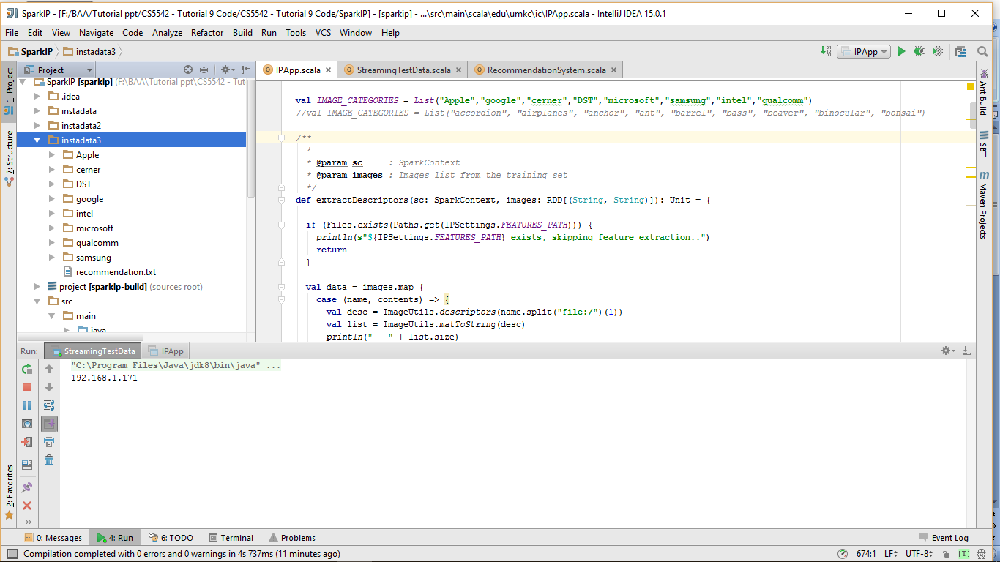 SparkIP - [F:/BAA/Tutorial ppt/CS5542 - Tutorial 9 Code/CS5542 - Tutorial 9 Code/SparkIP] - [sparkip] - ...\src\main\scala\edu\umkc\ic\IPApp.scala - IntelliJ IDEA 15.0.1
File Edit View Navigate Code Analyze Refactor Build Run Tools VCS Window Help
SparkIP instadata3 IPApp
1: Project
7: Structure
2: Favorites
Project
SparkIP [sparkip] (F:\BAA\Tutorial ppt\CS5542 - Tut
.idea
instadata
instadata2
instadata3
Apple
cerner
DST
google
intel
microsoft
qualcomm
samsung
recommendation.txt
project [sparkip-build] (sources root)
src
main
java
IPApp.scala StreamingTestData.scala RecommendationSystem.scala
val IMAGE_CATEGORIES = List("Apple","google","cerner","DST","microsoft","samsung","intel","qualcomm")
//val IMAGE_CATEGORIES = List("accordion", "airplanes", "anchor", "ant", "barrel", "bass", "beaver", "binocular", "bonsai")
/**
*
* @param sc : SparkContext
* @param images : Images list from the training set
*/
def extractDescriptors(sc: SparkContext, images: RDD[(String, String)]): Unit = {
if (Files.exists(Paths.get(IPSettings.FEATURES_PATH))) {
println(s"${IPSettings.FEATURES_PATH} exists, skipping feature extraction..")
return
}
val data = images.map {
case (name, contents) => {
val desc = ImageUtils.descriptors(name.split("file:/")(1))
val list = ImageUtils.matToString(desc)
println("-- " + list.size)
Ant Build
SBT
Maven Projects
Run: StreamingTestData IPApp
"C:\Program Files\Java\jdk8\bin\java" ...
192.168.1.171
0: Messages 4: Run 6: TODO Terminal Problems Event Log
Compilation completed with 0 errors and 0 warnings in 4s 737ms (11 minutes ago) 674:1 LF UTF-8 [T]